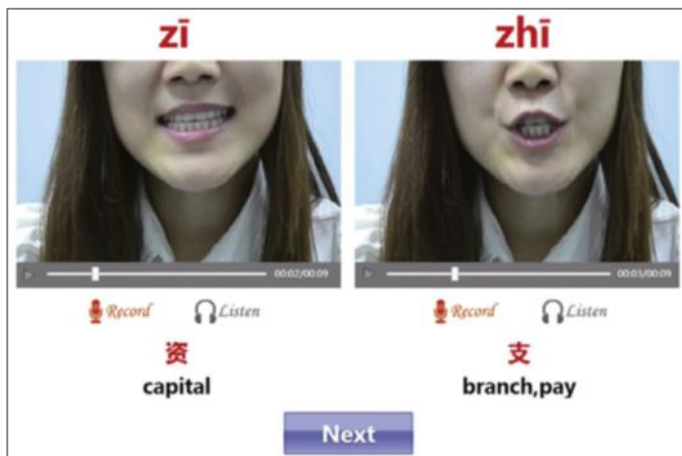 zī
zhī
00:02/00:09
00:03/00:09
Record
Listen
Record
Listen
资
支
capital
branch,pay
Next